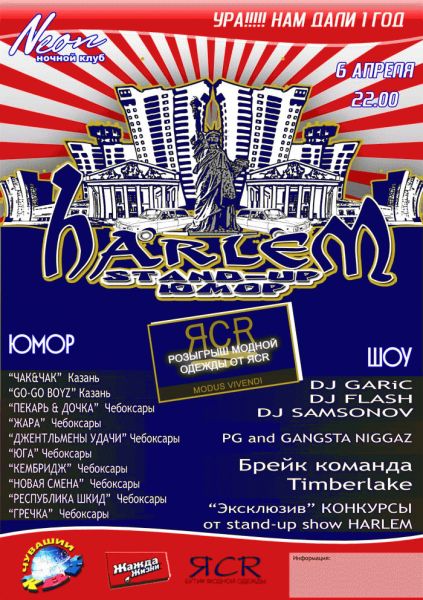 УРА!!!!! НАМ ДАЛИ 1 ГОД
Neon
НОЧНОЙ КЛУБ
6 АПРЕЛЯ
22.00
HARLEM
STAND-UP
ЮМОР
ЯCR
РОЗЫГРЫШ МОДНОЙ
ОДЕЖДЫ ОТ ЯCR
MODUS VIVENDI
ЮМОР
"ЧАК&ЧАК" Казань
"GO-GO BOYZ" Казань
"ПЕКАРЬ & ДОЧКА" Чебоксары
"ЖАРА" Чебоксары
"ДЖЕНТЛЬМЕНЫ УДАЧИ" Чебоксары
"ЮГА" Чебоксары
"КЕМБРИДЖ" Чебоксары
"НОВАЯ СМЕНА" Чебоксары
"РЕСПУБЛИКА ШКИД" Чебоксары
"ГРЕЧКА" Чебоксары
ШОУ
DJ GARiC
DJ FLASH
DJ SAMSONOV
PG and GANGSTA NIGGAZ
Брейк команда
Timberlake
"Эксклюзив" КОНКУРСЫ
от stand-up show HARLEM
ЧУВАШИИ
Жажда
Жизни
ЯCR
БУТИК МОДНОЙ ОДЕЖДЫ
Информация: